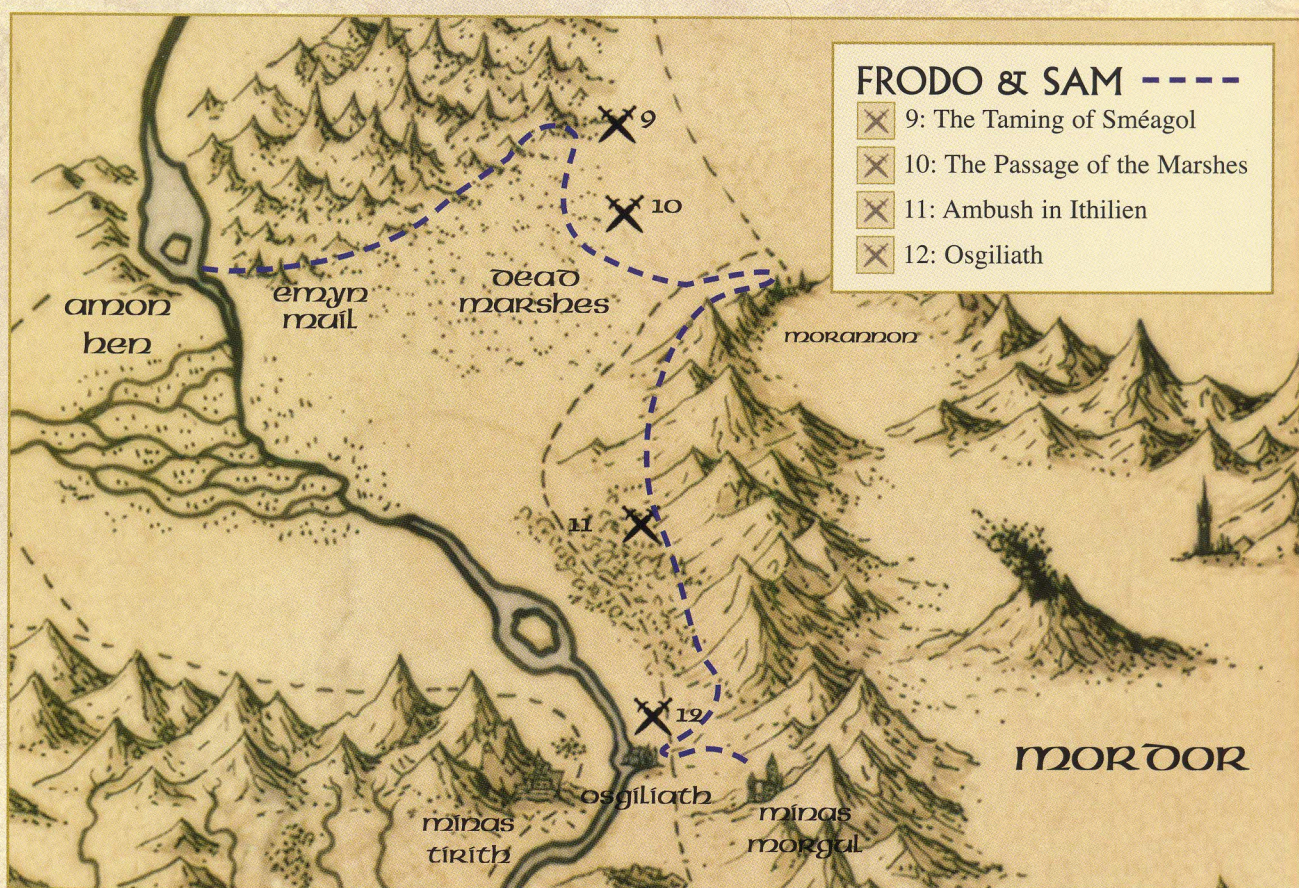 FRODO & SAM
9: The Taming of Sméagol
10: The Passage of the Marshes
11: Ambush in Ithilien
12: Osgiliath
9
10
dead
marshes
emyn
muil
amon
hen
morannon
11
12
mordor
osgiliath
minas
tirith
minas
morgul